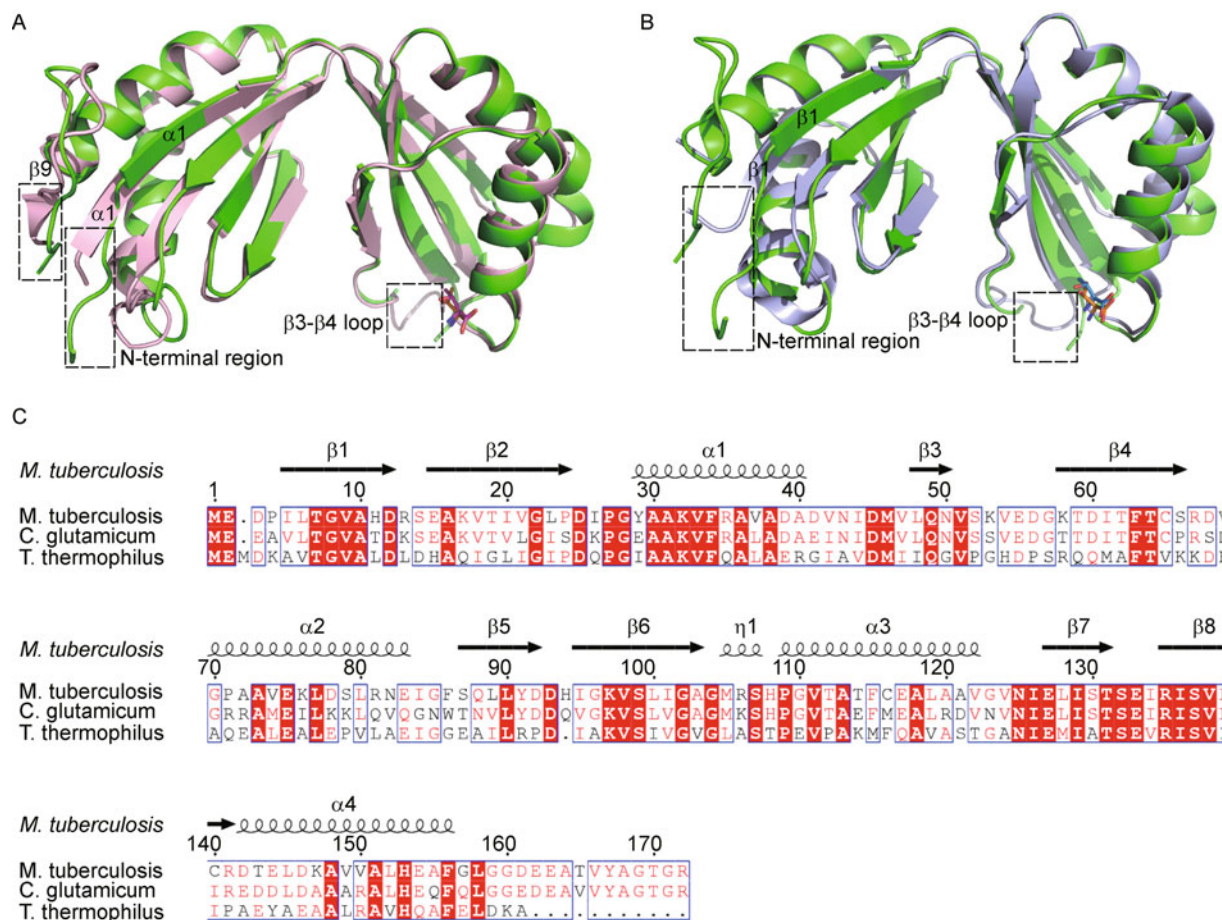 A
α1
β9
α1
β3-β4 loop
N-terminal region
B
β1
β1
β3-β4 loop
N-terminal region
C
β1 β2 α1 β3 β4
M. tuberculosis
1 10 20 30 40 50 60
M. tuberculosis ME.DPILTGVAHDRSEAKVTIVGLPDIPGYAAKVFRAVADADVNIDMVLQNVSKVEDGKTDITFTCSRD
C. glutamicum ME.EAVLTGVATDKSEAKVTVLGISDKPGEAAKVFRALADAEINIDMVLQNVSSVEDGTTDITFTCPRS
T. thermophilus MEMDKAVTGVALDLDHAQIGLIGIPDQPGIAAKVFQALAERGIAVDMIIQGVPGHDPSRQQMAFTVKKD
α2 β5 β6 η1 α3 β7 β8
M. tuberculosis
70 80 90 100 110 120 130
M. tuberculosis GPAAVEKLDSLRNEIGFSQLLYDDHIGKVSLIGAGMRSHPGVTATFCEALAAVGVNIELISTSEIRISV
C. glutamicum GRRAMEILKKLQVQGNWTNVLYDDQVGKVSLVGAGMKSHPGVTAEFMEALRDVNVNIELISTSEIRISV
T. thermophilus AQEALEALEPVLAEIGGEAILRPD.IAKVSIVGVGLASTPEVPAKMFQAVASTGANIEMIATSEVRISV
α4
M. tuberculosis
140 150 160 170
M. tuberculosis CRDTELDKAVVALHEAFGLGGDEEATVYAGTGR
C. glutamicum IREDDLDAAARALHEQFQLGGEDEAVVYAGTGR
T. thermophilus IPAEYAEAALRAVHQAFELDKA...........